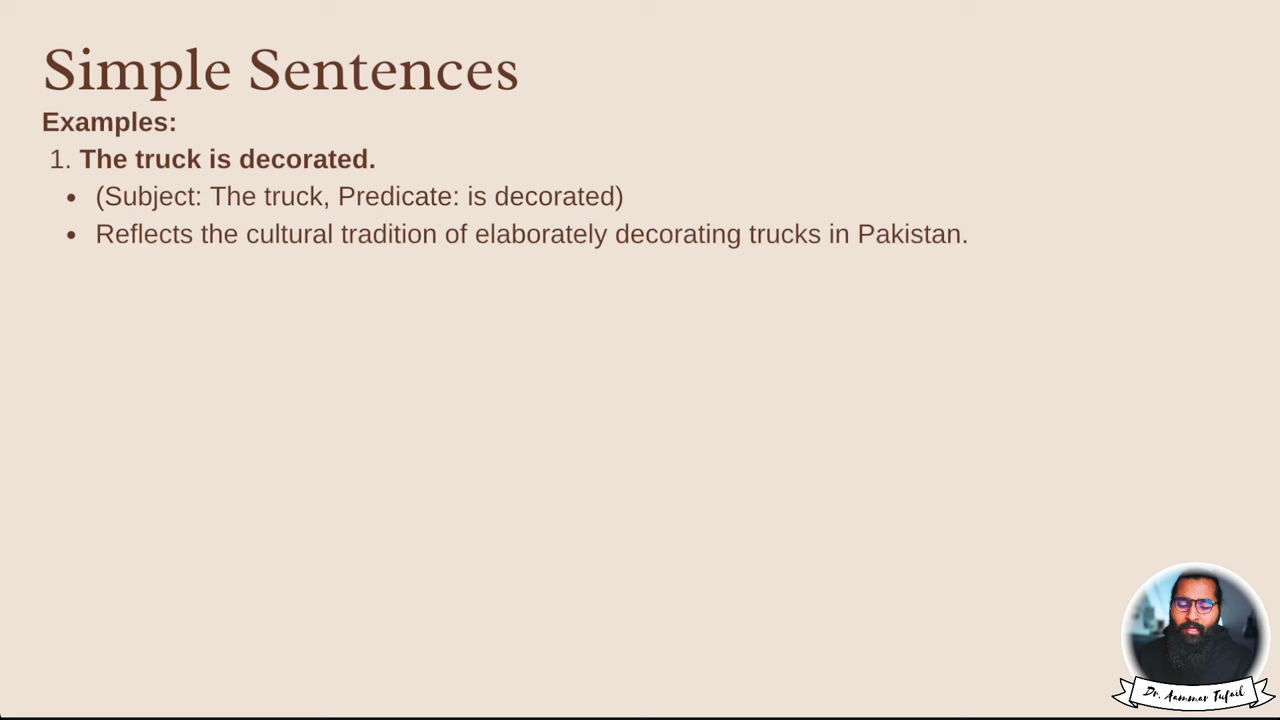 Simple Sentences
Examples:
1. The truck is decorated.
• (Subject: The truck, Predicate: is decorated)
• Reflects the cultural tradition of elaborately decorating trucks in Pakistan.
Dr. Aammar Tufail